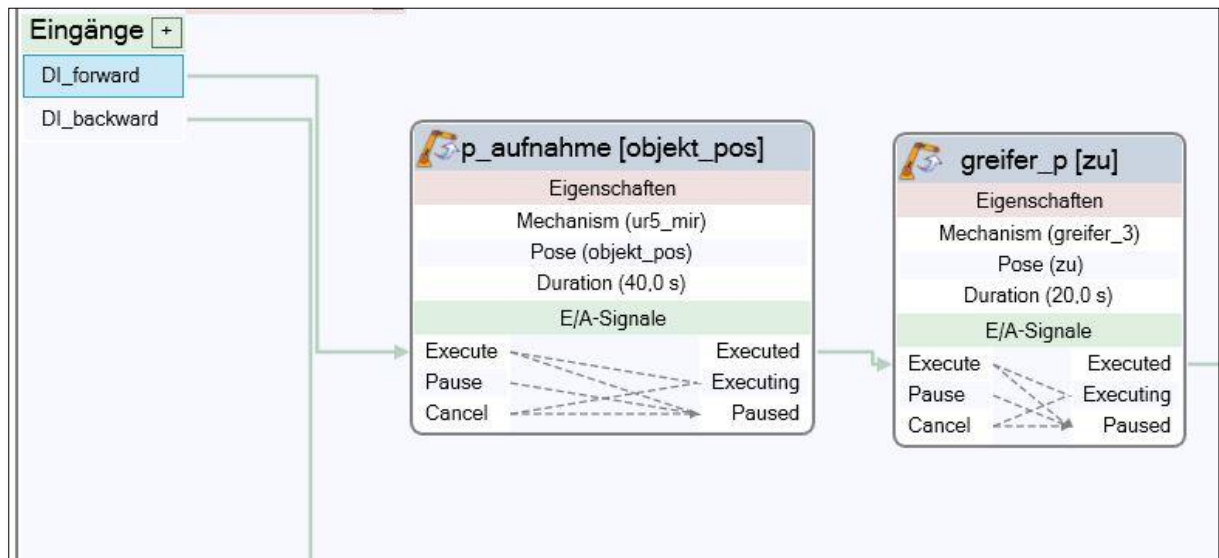 Eingänge +
DI_forward
DI_backward
p_aufnahme [objekt_pos]
Eigenschaften
Mechanism (ur5_mir)
Pose (objekt_pos)
Duration (40,0 s)
E/A-Signale
Execute Executed
Pause Executing
Cancel Paused
greifer_p [zu]
Eigenschaften
Mechanism (greifer_3)
Pose (zu)
Duration (20,0 s)
E/A-Signale
Execute Executed
Pause Executing
Cancel Paused